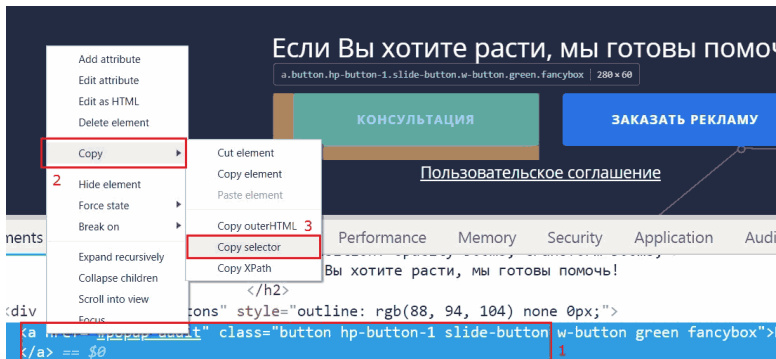 Если Вы хотите расти, мы готовы помоч
a.button.hp-button-1.slide-button.w-button.green.fancybox 280×60
КОНСУЛЬТАЦИЯ
ЗАКАЗАТЬ РЕКЛАМУ
Пользовательское соглашение
Add attribute
Edit attribute
Edit as HTML
Delete element
Copy
2
Hide element
Force state
Break on
Expand recursively
Collapse children
Scroll into view
Focus
Cut element
Copy element
Paste element
Copy outerHTML 3
Copy selector
Copy XPath
ments Performance Memory Security Application Audi
Вы хотите расти, мы готовы помочь!
</h2>
<div tons" style="outline: rgb(88, 94, 104) none 0px;">
<a href="#popup-audit" class="button hp-button-1 slide-button w-button green fancybox">
</a> == $0
1